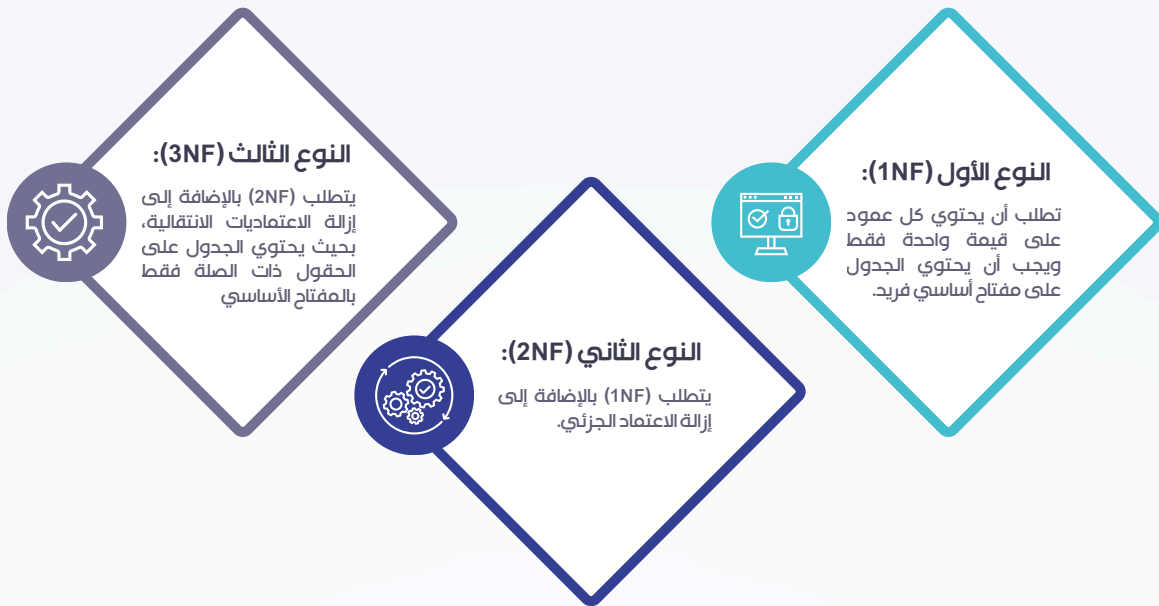 النوع الأول (1NF):
تطلب أن يحتوي كل عمود
على قيمة واحدة فقط
ويجب أن يحتوي الجدول
على مفتاح أساسي فريد.
النوع الثاني (2NF):
يتطلب (1NF) بالإضافة إلى
إزالة الاعتماد الجزئي.
النوع الثالث (3NF):
يتطلب (2NF) بالإضافة إلى
إزالة الاعتماديات الانتقالية،
بحيث يحتوي الجدول على
الحقول ذات الصلة فقط
بالمفتاح الأساسي